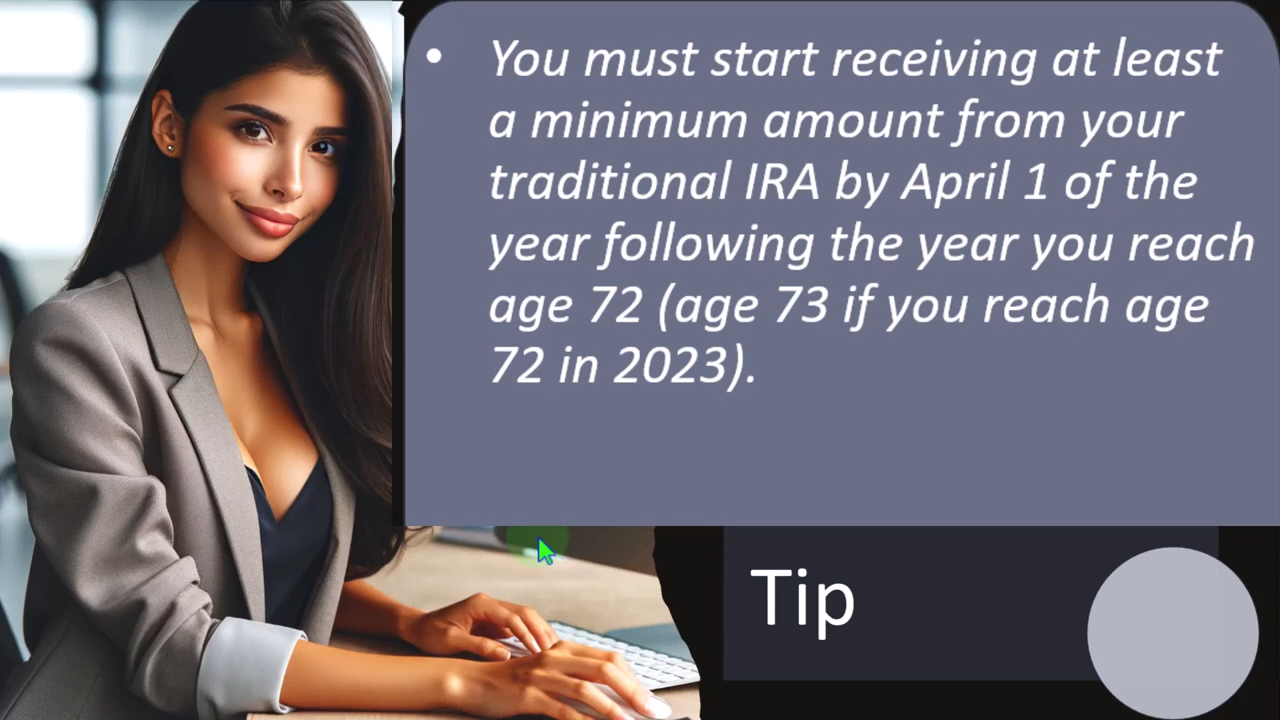 • You must start receiving at least
a minimum amount from your
traditional IRA by April 1 of the
year following the year you reach
age 72 (age 73 if you reach age
72 in 2023).
Tip